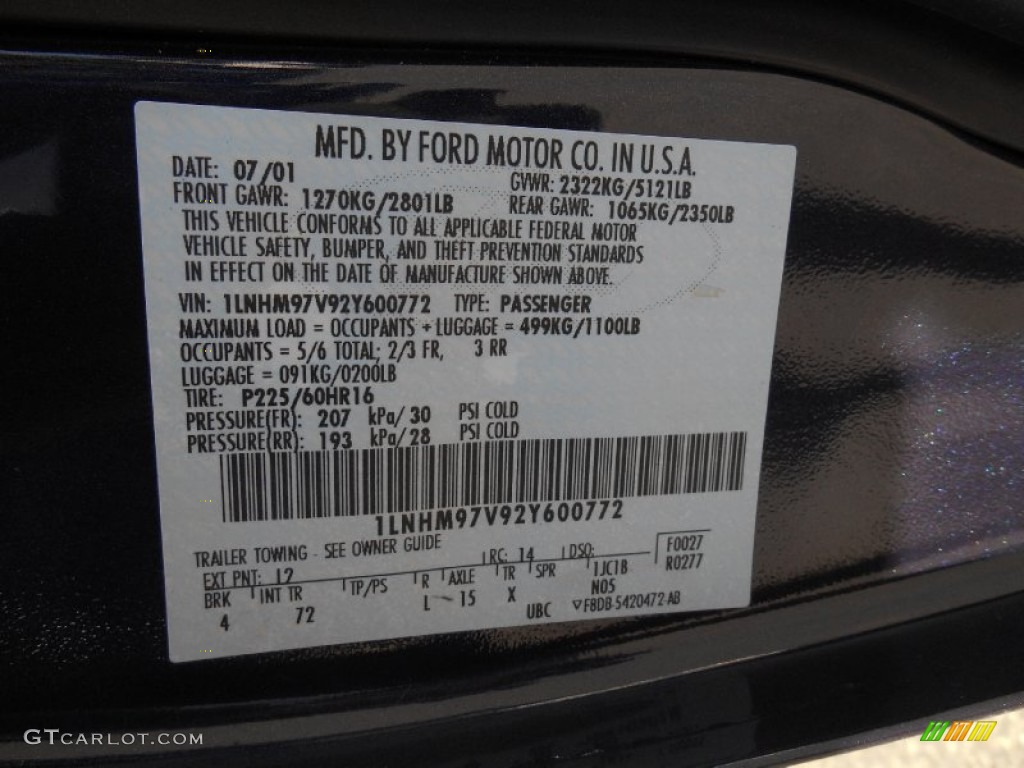 MFD. BY FORD MOTOR CO. IN U.S.A.
DATE: 07/01 GVWR: 2322KG/5121LB
FRONT GAWR: 1270KG/2801LB REAR GAWR: 1065KG/2350LB
THIS VEHICLE CONFORMS TO ALL APPLICABLE FEDERAL MOTOR
VEHICLE SAFETY, BUMPER, AND THEFT PREVENTION STANDARDS
IN EFFECT ON THE DATE OF MANUFACTURE SHOWN ABOVE.
VIN: 1LNHM97V92Y600772 TYPE: PASSENGER
MAXIMUM LOAD = OCCUPANTS + LUGGAGE = 499KG/1100LB
OCCUPANTS = 5/6 TOTAL; 2/3 FR, 3 RR
LUGGAGE = 091KG/0200LB
TIRE: P225/60HR16
PRESSURE(FR): 207 kPa/30 PSI COLD
PRESSURE(RR): 193 kPa/28 PSI COLD
1LNHM97V92Y600772
TRAILER TOWING - SEE OWNER GUIDE
EXT PNT: 12 RC: 14 DSO: F0027
R0277
BRK INT TR TP/PS R AXLE TR SPR 1JC1B
4 72 L 15 X N05
UBC F8DB-5420472-AB
GTCARLOT.COM